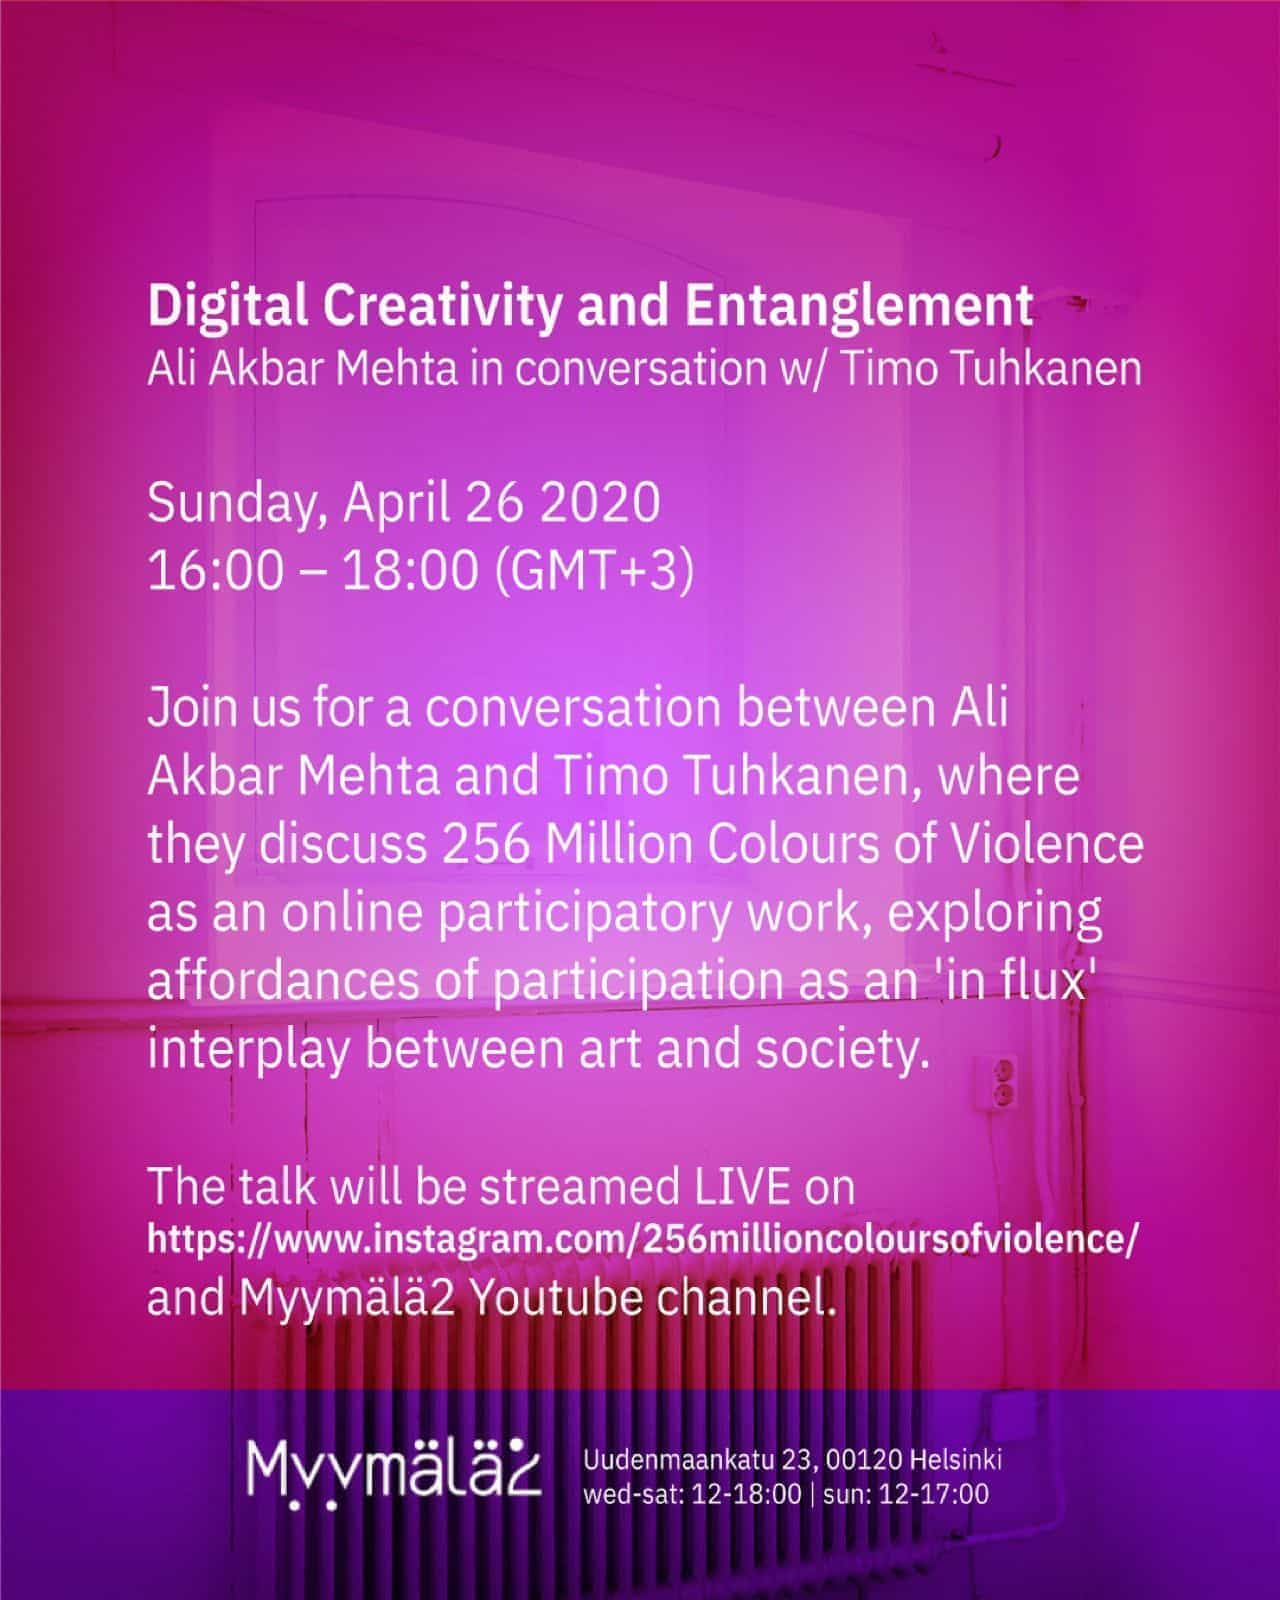 Digital Creativity and Entanglement
Ali Akbar Mehta in conversation w/ Timo Tuhkanen
Sunday, April 26 2020
16:00 – 18:00 (GMT+3)
Join us for a conversation between Ali
Akbar Mehta and Timo Tuhkanen, where
they discuss 256 Million Colours of Violence
as an online participatory work, exploring
affordances of participation as an 'in flux'
interplay between art and society.
The talk will be streamed LIVE on
https://www.instagram.com/256millioncoloursofviolence/
and Myymälä2 Youtube channel.
Myymälä2
Uudenmaankatu 23, 00120 Helsinki
wed-sat: 12-18:00 | sun: 12-17:00